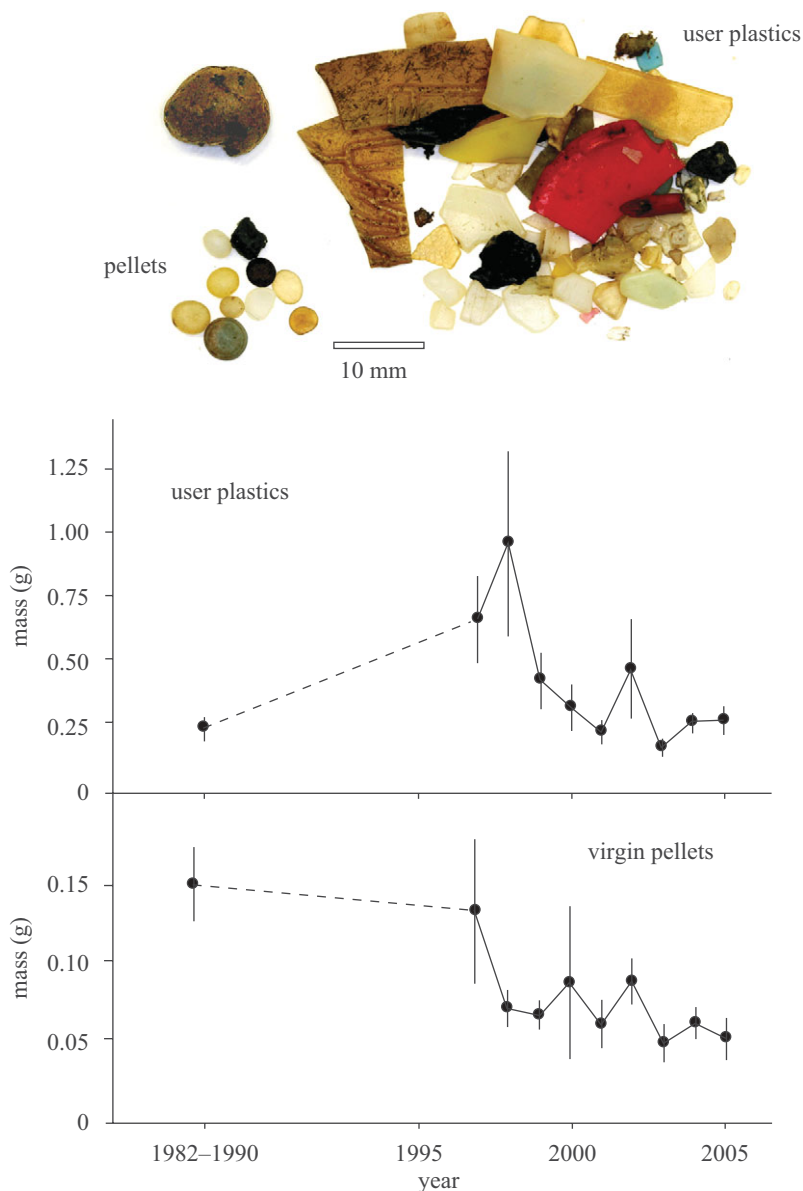 user plastics
pellets
10 mm
1.25
user plastics
1.00
mass (g)
0.75
0.50
0.25
0
virgin pellets
0.15
mass (g)
0.10
0.05
0
1982–1990 1995 2000 2005
year